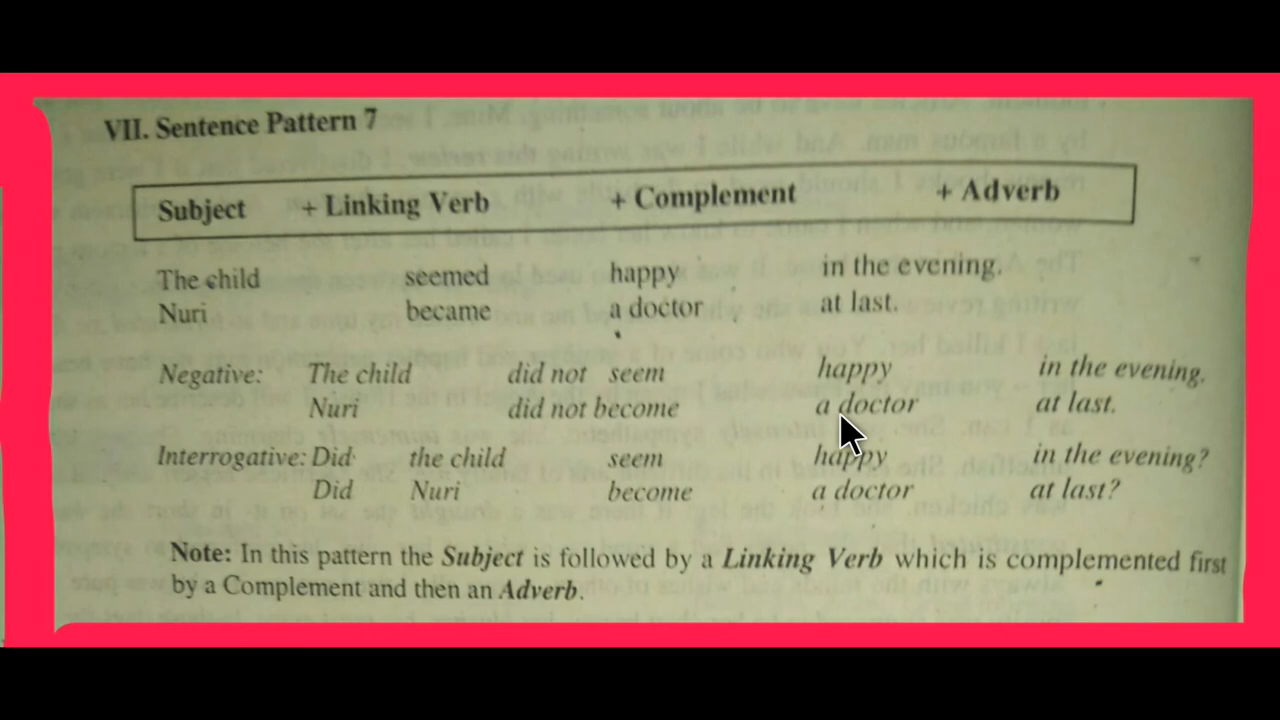 VII. Sentence Pattern 7
Subject + Linking Verb + Complement + Adverb
The child seemed happy in the evening.
Nuri became a doctor at last.
Negative: The child did not seem happy in the evening.
Nuri did not become a doctor at last.
Interrogative: Did the child seem happy in the evening?
Did Nuri become a doctor at last?
Note: In this pattern the Subject is followed by a Linking Verb which is complemented first
by a Complement and then an Adverb.